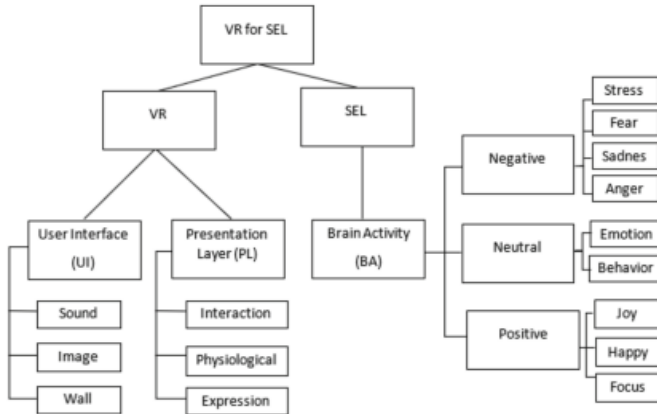 VR for SEL
VR
SEL
User Interface
(UI)
Sound
Image
Wall
Presentation
Layer (PL)
Interaction
Physiological
Expression
Brain Activity
(BA)
Negative
Stress
Fear
Sadnes
Anger
Neutral
Emotion
Behavior
Positive
Joy
Happy
Focus